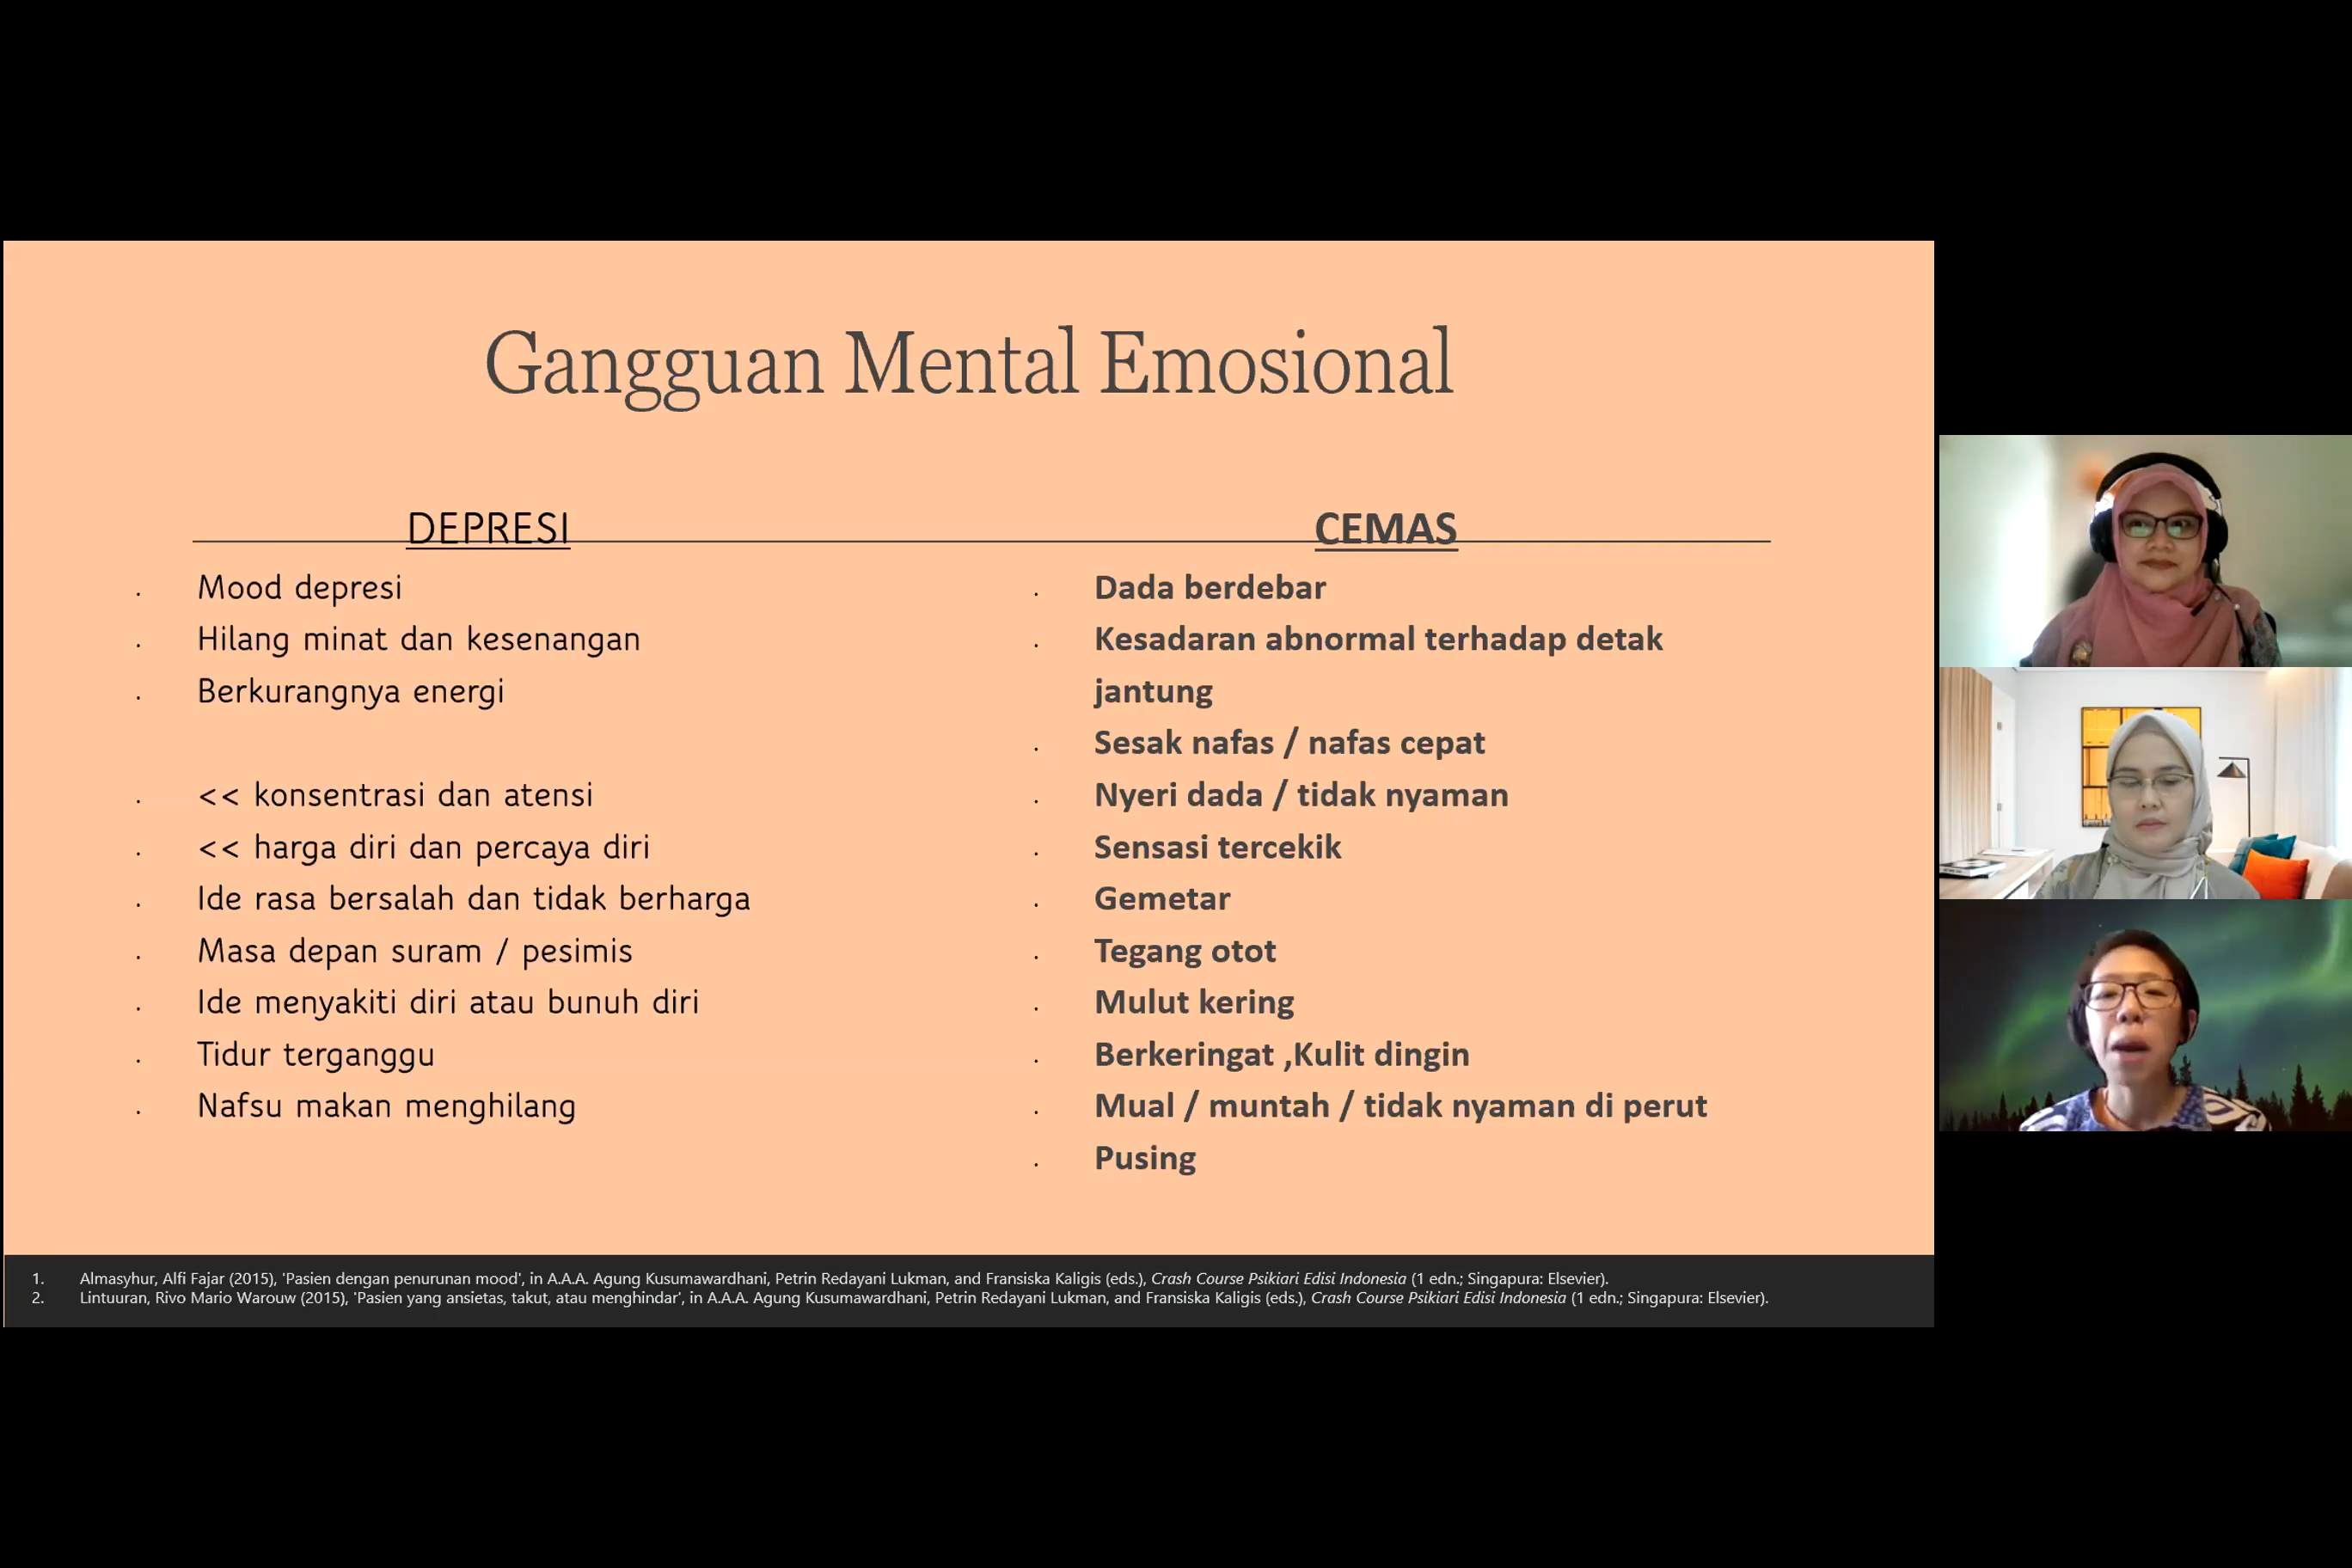 Gangguan Mental Emosional
DEPRESI
. Mood depresi
. Hilang minat dan kesenangan
. Berkurangnya energi
. << konsentrasi dan atensi
. << harga diri dan percaya diri
. Ide rasa bersalah dan tidak berharga
. Masa depan suram / pesimis
. Ide menyakiti diri atau bunuh diri
. Tidur terganggu
. Nafsu makan menghilang
CEMAS
. Dada berdebar
. Kesadaran abnormal terhadap detak
jantung
. Sesak nafas / nafas cepat
. Nyeri dada / tidak nyaman
. Sensasi tercekik
. Gemetar
. Tegang otot
. Mulut kering
. Berkeringat ,Kulit dingin
. Mual / muntah / tidak nyaman di perut
. Pusing
1. Almasyhur, Alfi Fajar (2015), 'Pasien dengan penurunan mood', in A.A.A. Agung Kusumawardhani, Petrin Redayani Lukman, and Fransiska Kaligis (eds.), Crash Course Psikiari Edisi Indonesia (1 edn.; Singapura: Elsevier).
2. Lintuuran, Rivo Mario Warouw (2015), 'Pasien yang ansietas, takut, atau menghindar', in A.A.A. Agung Kusumawardhani, Petrin Redayani Lukman, and Fransiska Kaligis (eds.), Crash Course Psikiari Edisi Indonesia (1 edn.; Singapura: Elsevier).